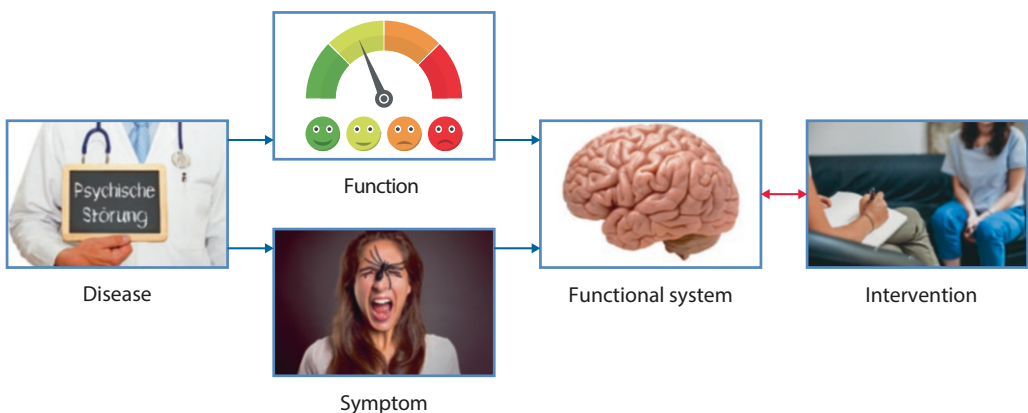 Function
Psychische
Störung
Disease
Functional system
Intervention
Symptom